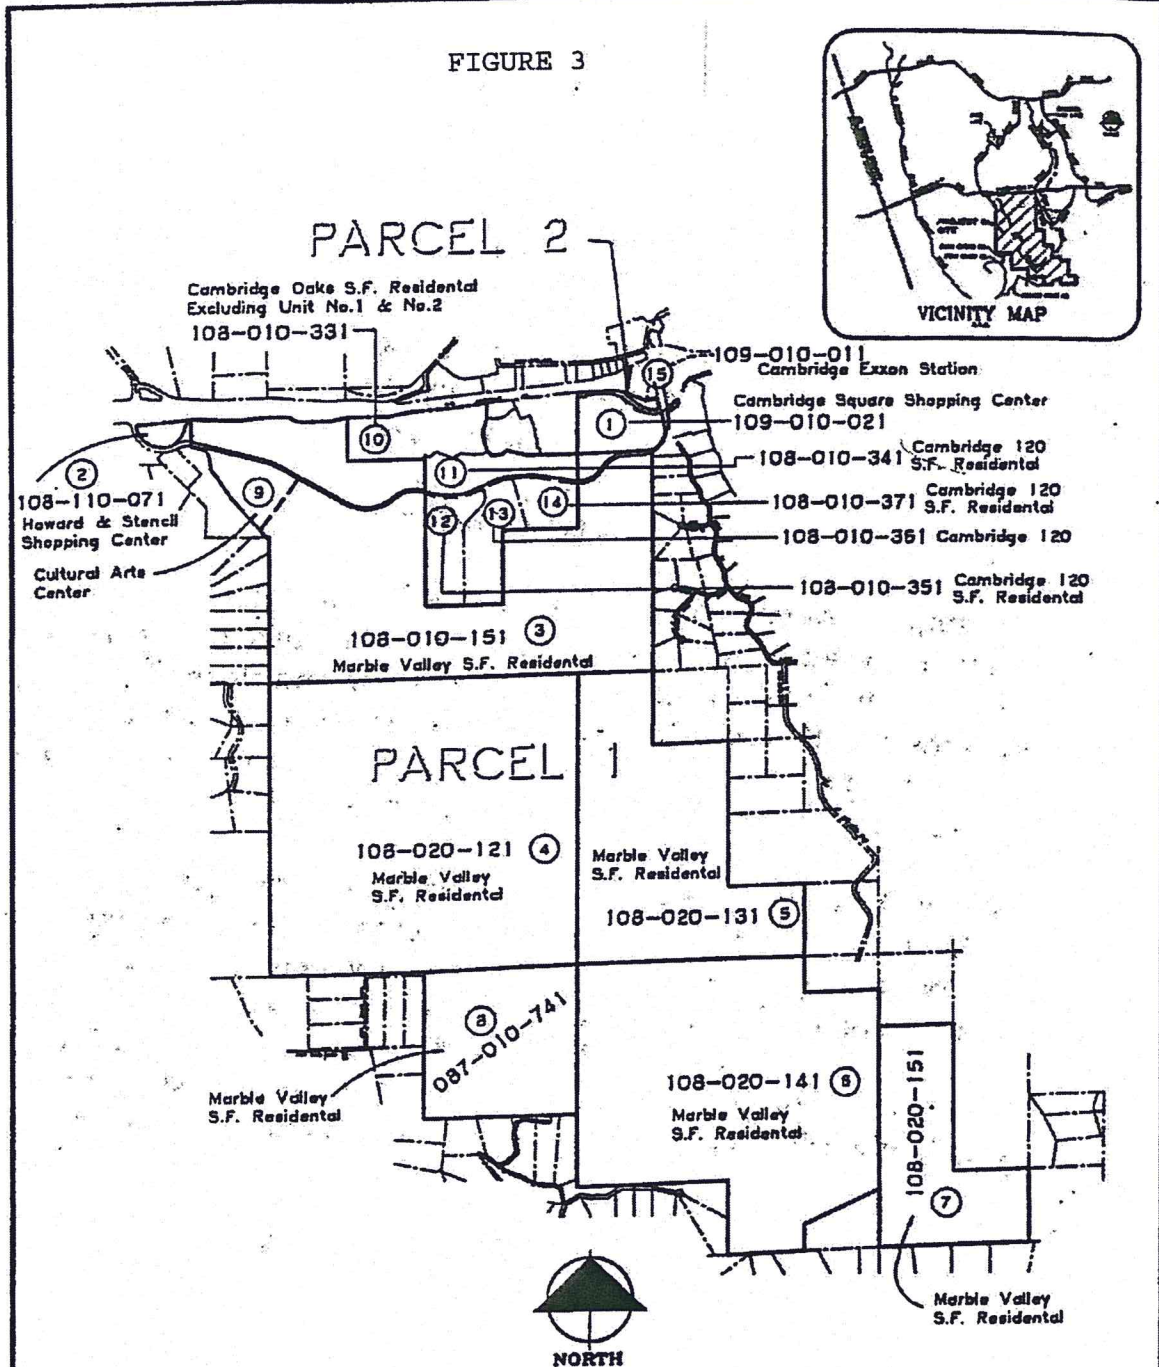 FIGURE 3
PARCEL 2
Cambridge Oaks S.F. Residental
Excluding Unit No.1 & No.2
108-010-331
VICINITY MAP
109-010-011
Cambridge Exxon Station
15
Cambridge Square Shopping Center
1
109-010-021
10
2
108-110-071
Howard & Stencil
Shopping Center
9
Cultural Arts
Center
11
108-010-341
Cambridge 120
S.F. Residental
14
108-010-371
Cambridge 120
S.F. Residental
12
13
108-010-361 Cambridge 120
108-010-351
Cambridge 120
S.F. Residental
108-010-151 3
Marble Valley S.F. Residental
PARCEL 1
108-020-121 4
Marble Valley
S.F. Residental
Marble Valley
S.F. Residental
108-020-131 5
8
087-010-741
Marble Valley
S.F. Residental
108-020-141 6
Marble Valley
S.F. Residental
108-020-151
7
Marble Valley
S.F. Residental
NORTH